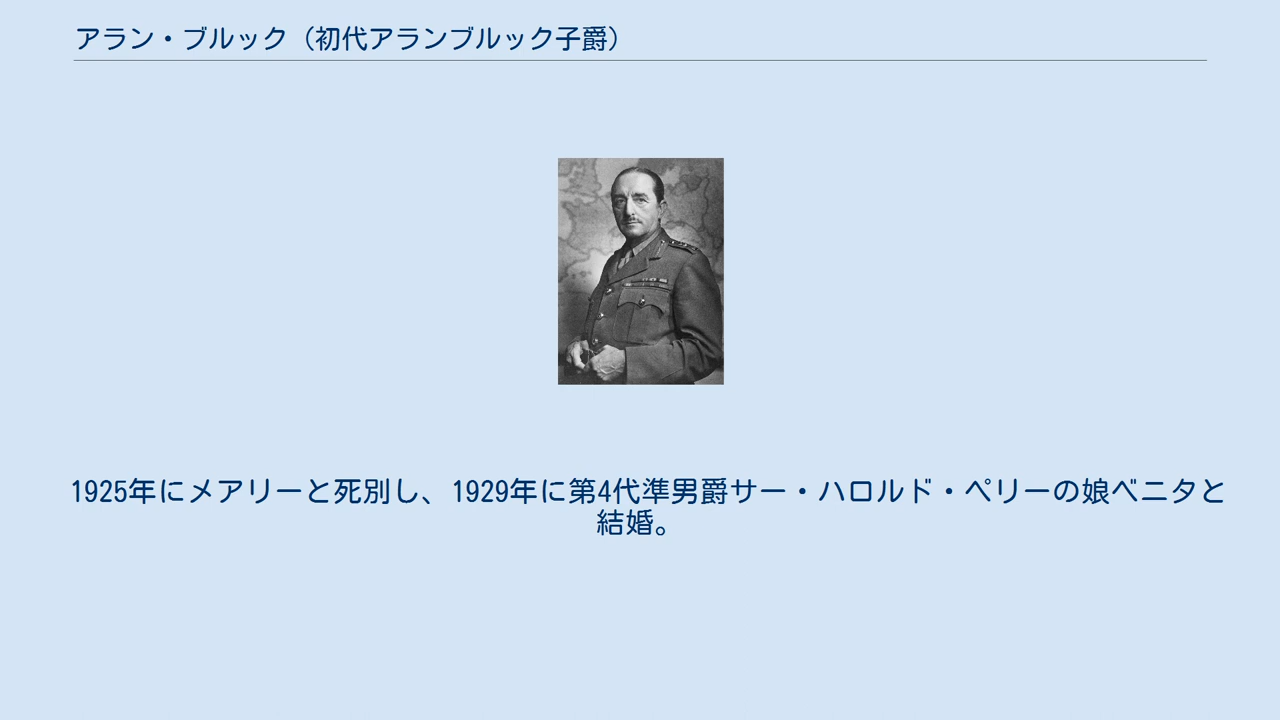 アラン・ブルック（初代アランブルック子爵）
1925年にメアリーと死別し、1929年に第4代準男爵サー・ハロルド・ペリーの娘ベニタと
結婚。